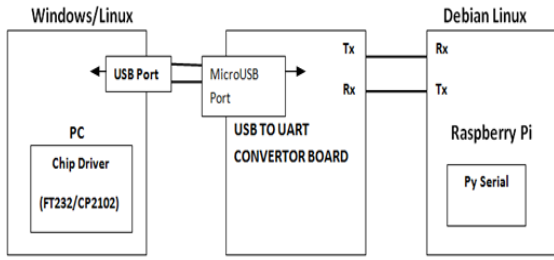 Windows/Linux
Debian Linux
USB Port
MicroUSB
Port
Tx
Rx
Rx
Tx
USB TO UART
CONVERTOR BOARD
PC
Chip Driver
(FT232/CP2102)
Raspberry Pi
Py Serial